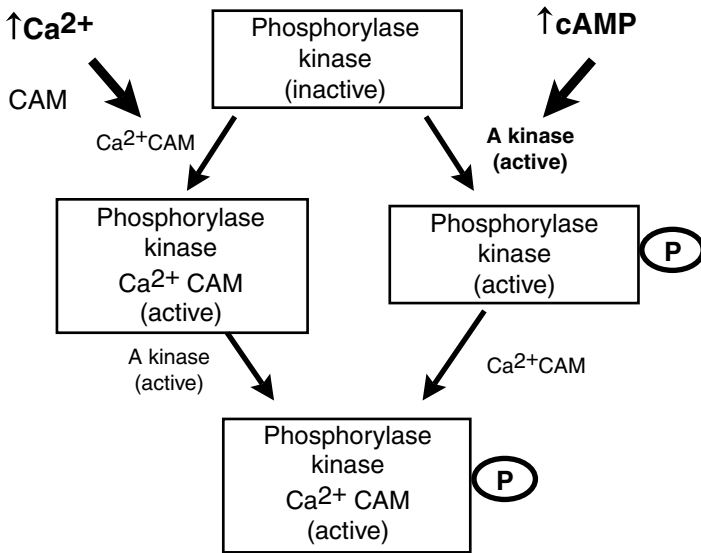 ↑Ca²⁺
CAM
Ca²⁺CAM
Phosphorylase
kinase
(inactive)
↑cAMP
A kinase
(active)
Phosphorylase
kinase
Ca²⁺ CAM
(active)
Phosphorylase
kinase
(active)
P
A kinase
(active)
Ca²⁺CAM
Phosphorylase
kinase
Ca²⁺ CAM
(active)
P